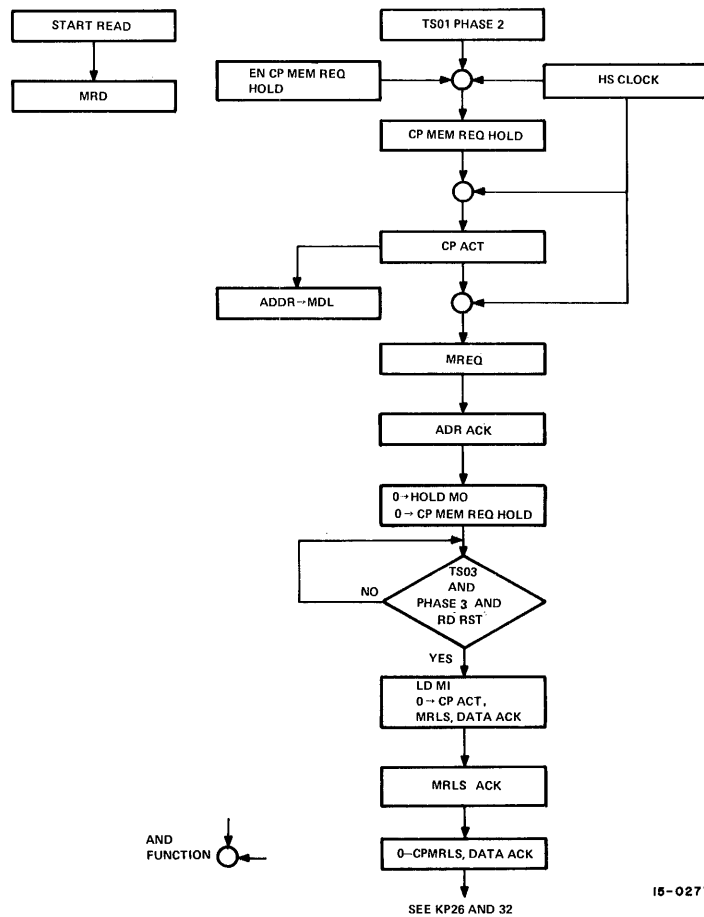 START READ
MRD
TS01 PHASE 2
EN CP MEM REQ
HOLD
HS CLOCK
CP MEM REQ HOLD
CP ACT
ADDR→MDL
MREQ
ADR ACK
0→HOLD MO
0→CP MEM REQ HOLD
TS03
AND
PHASE 3 AND
RD RST
NO
YES
LD MI
0→CP ACT,
MRLS, DATA ACK
MRLS ACK
0—CPMRLS, DATA ACK
SEE KP26 AND 32
AND
FUNCTION